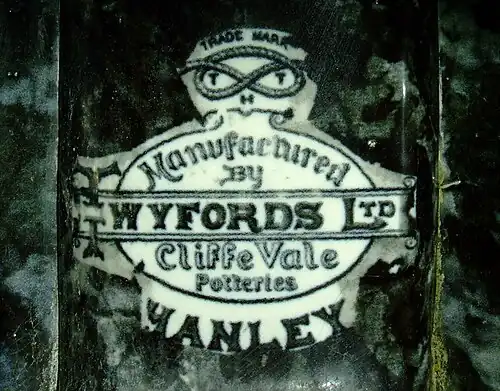 TRADE MARK
T T
H
Manufactured
BY
TWYFORDS LTD
Cliffe Vale
Potteries
HANLEY